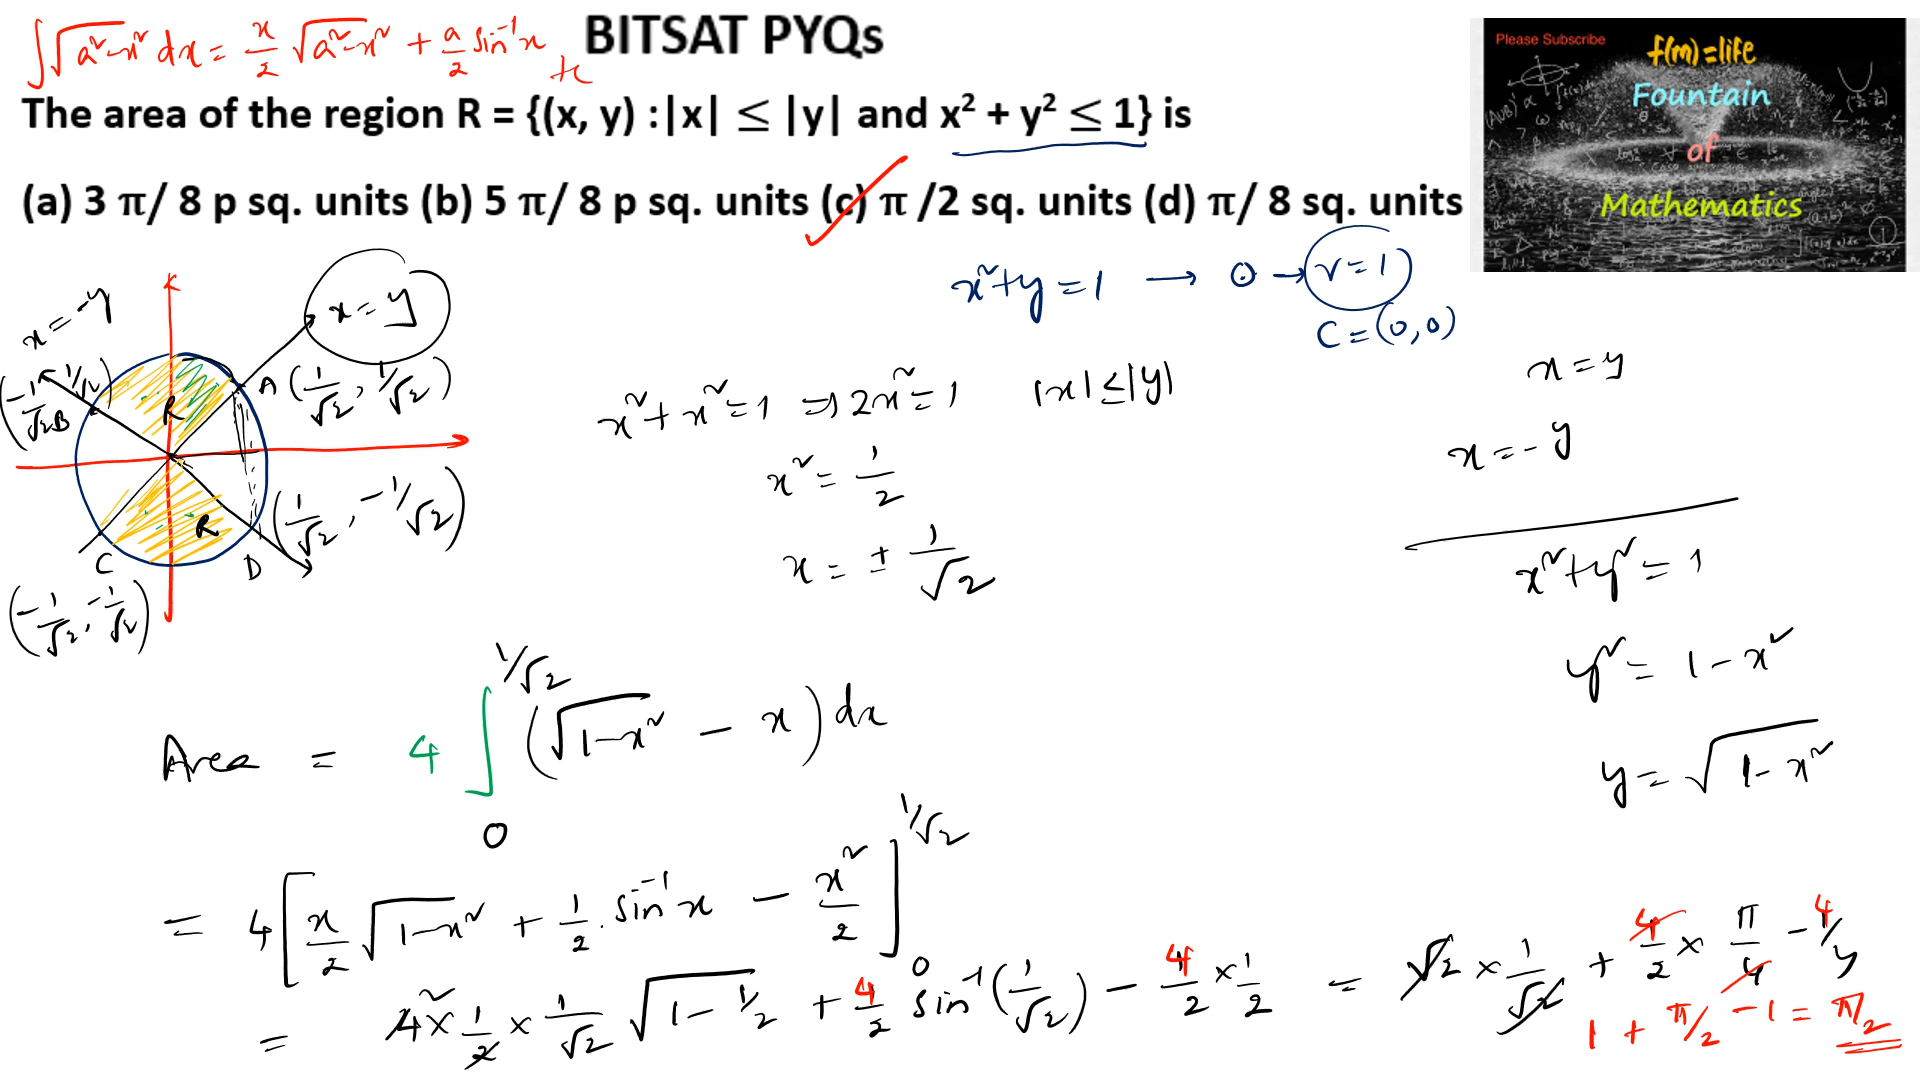 ∫√(a²-x²) dx = x/2 √(a²-x²) + a/2 sin⁻¹x + c
BITSAT PYQs
The area of the region R = {(x, y) :|x| ≤ |y| and x² + y² ≤ 1} is
(a) 3 π/ 8 p sq. units (b) 5 π/ 8 p sq. units (c) π /2 sq. units (d) π/ 8 sq. units
Please Subscribe
f(m)=life
Fountain
of
Mathematics
x²+y = 1 → 0 → r=1
C = (0,0)
x = -y
x = y
(-1/√2, 1/√2)
B
A (1/√2, 1/√2)
R
R
(1/√2, -1/√2)
C
D
(-1/√2, -1/√2)
x² + x² = 1 ⇒ 2x² = 1
|x| ≤ |y|
x² = 1/2
x = ± 1/√2
x = y
x = -y
x²+y² = 1
y² = 1 - x²
y = √(1-x²)
Area = 4 ∫₀^(1/√2) (√(1-x²) - x) dx
= 4[x/2 √(1-x²) + 1/2 . sin⁻¹x - x²/2]₀^(1/√2)
= 4² × 1/2 × 1/√2 √(1-1/2) + 4/2 sin⁻¹(1/√2) - 4/2 × 1/2 = √2 × 1/√2 + 4/2 × π/4 - 4/4
1 + π/2 - 1 = π/2